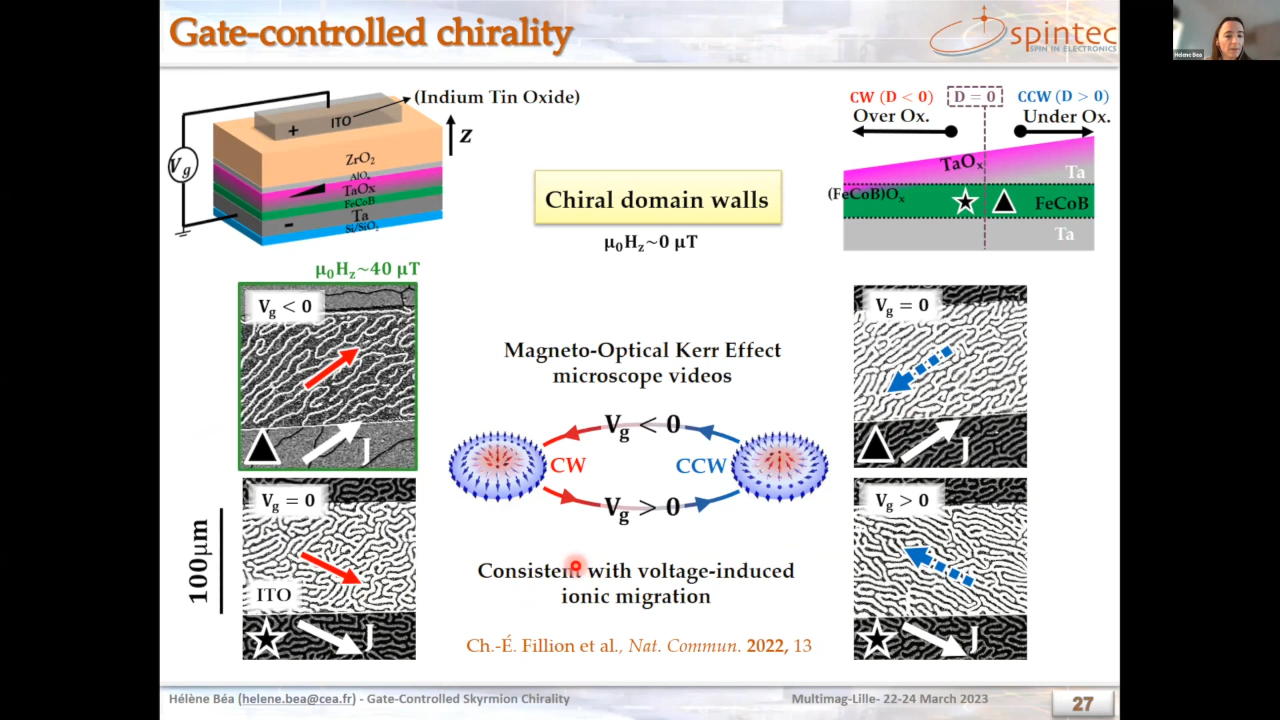 Gate-controlled chirality
spintec
SPIN IN ELECTRONICS
Helene Bea
(Indium Tin Oxide)
ITO
+
Z
Vg
ZrO₂
AlOₓ
TaOx
FeCoB
Ta
Si/SiO₂
-
Chiral domain walls
μ₀Hz~0 μT
CW (D < 0)
D = 0
CCW (D > 0)
Over Ox.
Under Ox.
TaOₓ
Ta
(FeCoB)Oₓ
FeCoB
Ta
μ₀Hz~40 μT
Vg < 0
J
Vg = 0
J
Magneto-Optical Kerr Effect
microscope videos
Vg < 0
CW
CCW
Vg > 0
100μm
Vg = 0
ITO
J
Vg > 0
J
Consistent with voltage-induced
ionic migration
Ch.-É. Fillion et al., Nat. Commun. 2022, 13
Hélène Béa (helene.bea@cea.fr) - Gate-Controlled Skyrmion Chirality
Multimag-Lille- 22-24 March 2023
27